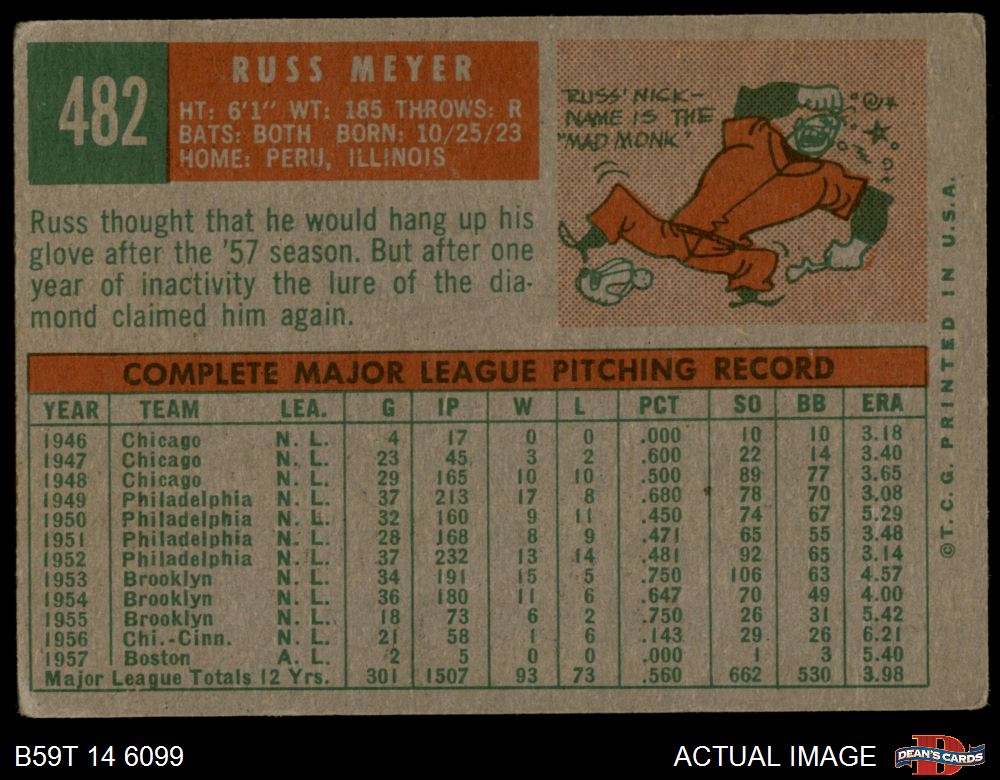 482
RUSS MEYER
HT: 6'1" WT: 185 THROWS: R
BATS: BOTH BORN: 10/25/23
HOME: PERU, ILLINOIS
RUSS' NICK-
NAME IS THE
"MAD MONK"
Russ thought that he would hang up his
glove after the '57 season. But after one
year of inactivity the lure of the dia-
mond claimed him again.
COMPLETE MAJOR LEAGUE PITCHING RECORD
YEAR TEAM LEA. G IP W L PCT SO BB ERA
1946 Chicago N. L. 4 17 0 0 .000 10 10 3.18
1947 Chicago N. L. 23 45 3 2 .600 22 14 3.40
1948 Chicago N. L. 29 165 10 10 .500 89 77 3.65
1949 Philadelphia N. L. 37 213 17 8 .680 78 70 3.08
1950 Philadelphia N. L. 32 160 9 11 .450 74 67 5.29
1951 Philadelphia N. L. 28 168 8 9 .471 65 55 3.48
1952 Philadelphia N. L. 37 232 13 14 .481 92 65 3.14
1953 Brooklyn N. L. 34 191 15 5 .750 106 63 4.57
1954 Brooklyn N. L. 36 180 11 6 .647 70 49 4.00
1955 Brooklyn N. L. 18 73 6 2 .750 26 31 5.42
1956 Chi.-Cinn. N. L. 21 58 1 6 .143 29 26 6.21
1957 Boston A. L. 2 5 0 0 .000 1 3 5.40
Major League Totals 12 Yrs. 301 1507 93 73 .560 662 530 3.98
©T. C. G. PRINTED IN U.S.A.
B59T 14 6099
ACTUAL IMAGE
DEAN'S CARDS